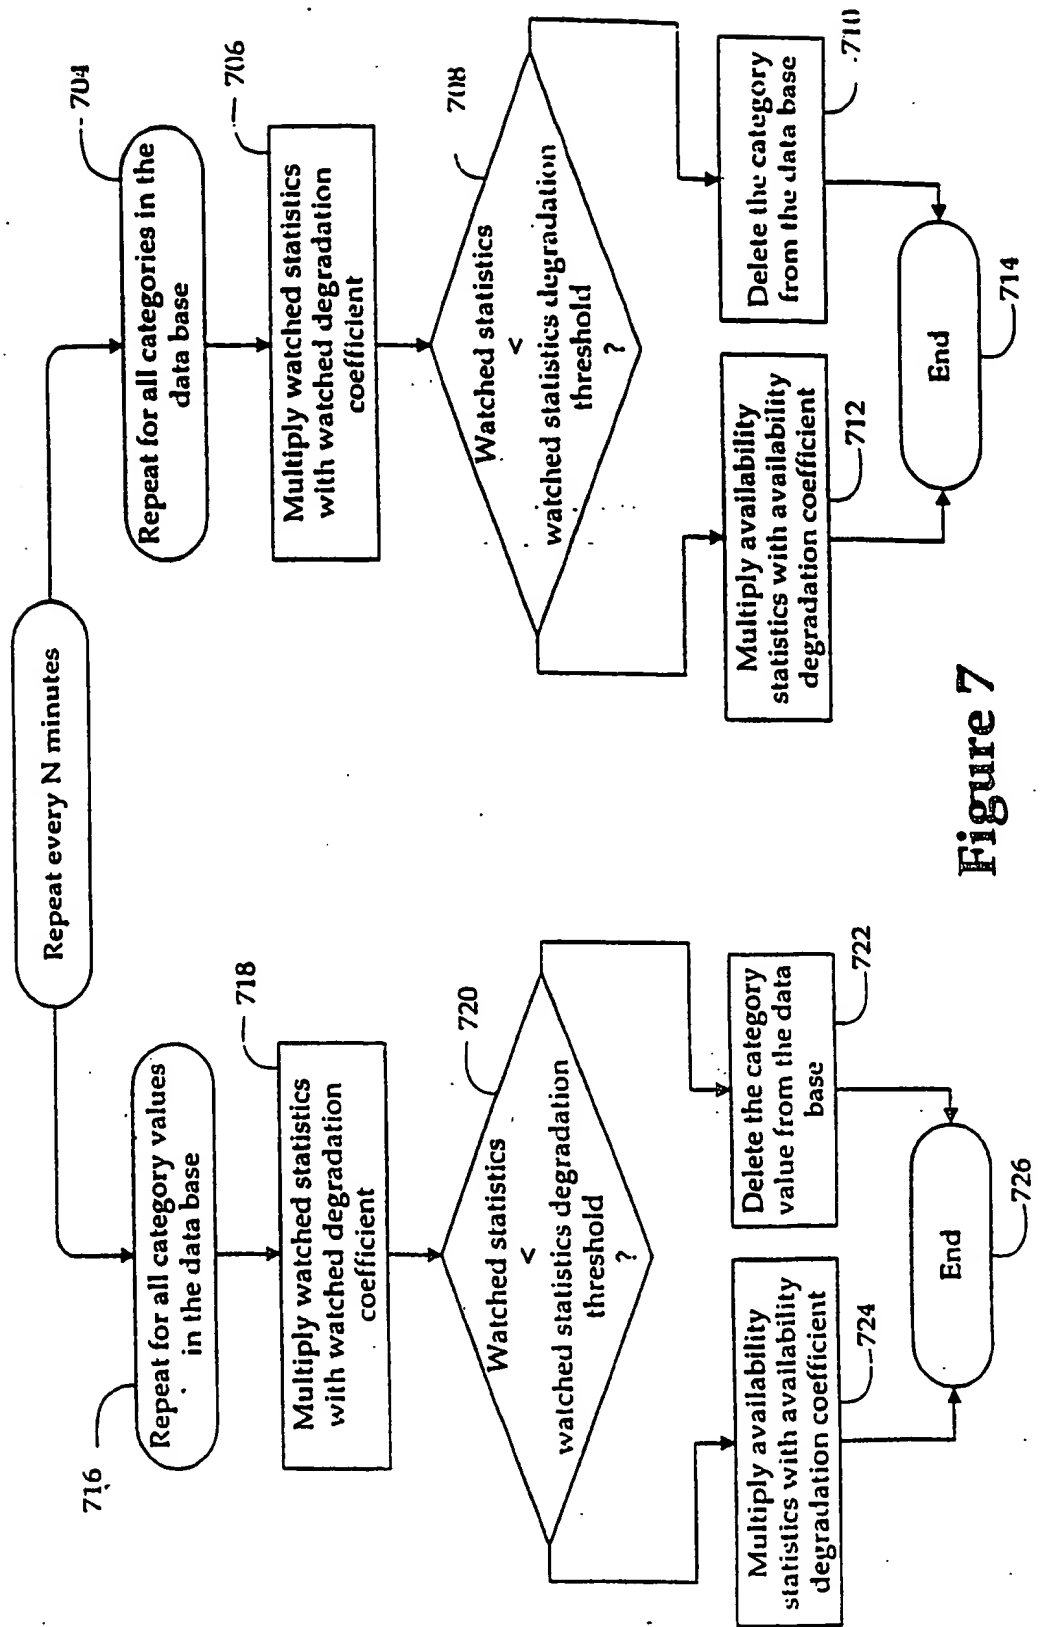 Repeat every N minutes
716
Repeat for all category values
in the data base
718
Multiply watched statistics
with watched degradation
coefficient
720
Watched statistics
<
watched statistics degradation
threshold
?
Multiply availability
statistics with availability
degradation coefficient
724
Delete the category
value from the data
base
722
End
726
704
Repeat for all categories in the
data base
706
Multiply watched statistics
with watched degradation
coefficient
708
Watched statistics
<
watched statistics degradation
threshold
?
Multiply availability
statistics with availability
degradation coefficient
712
Delete the category
from the data base
710
End
714
Figure 7